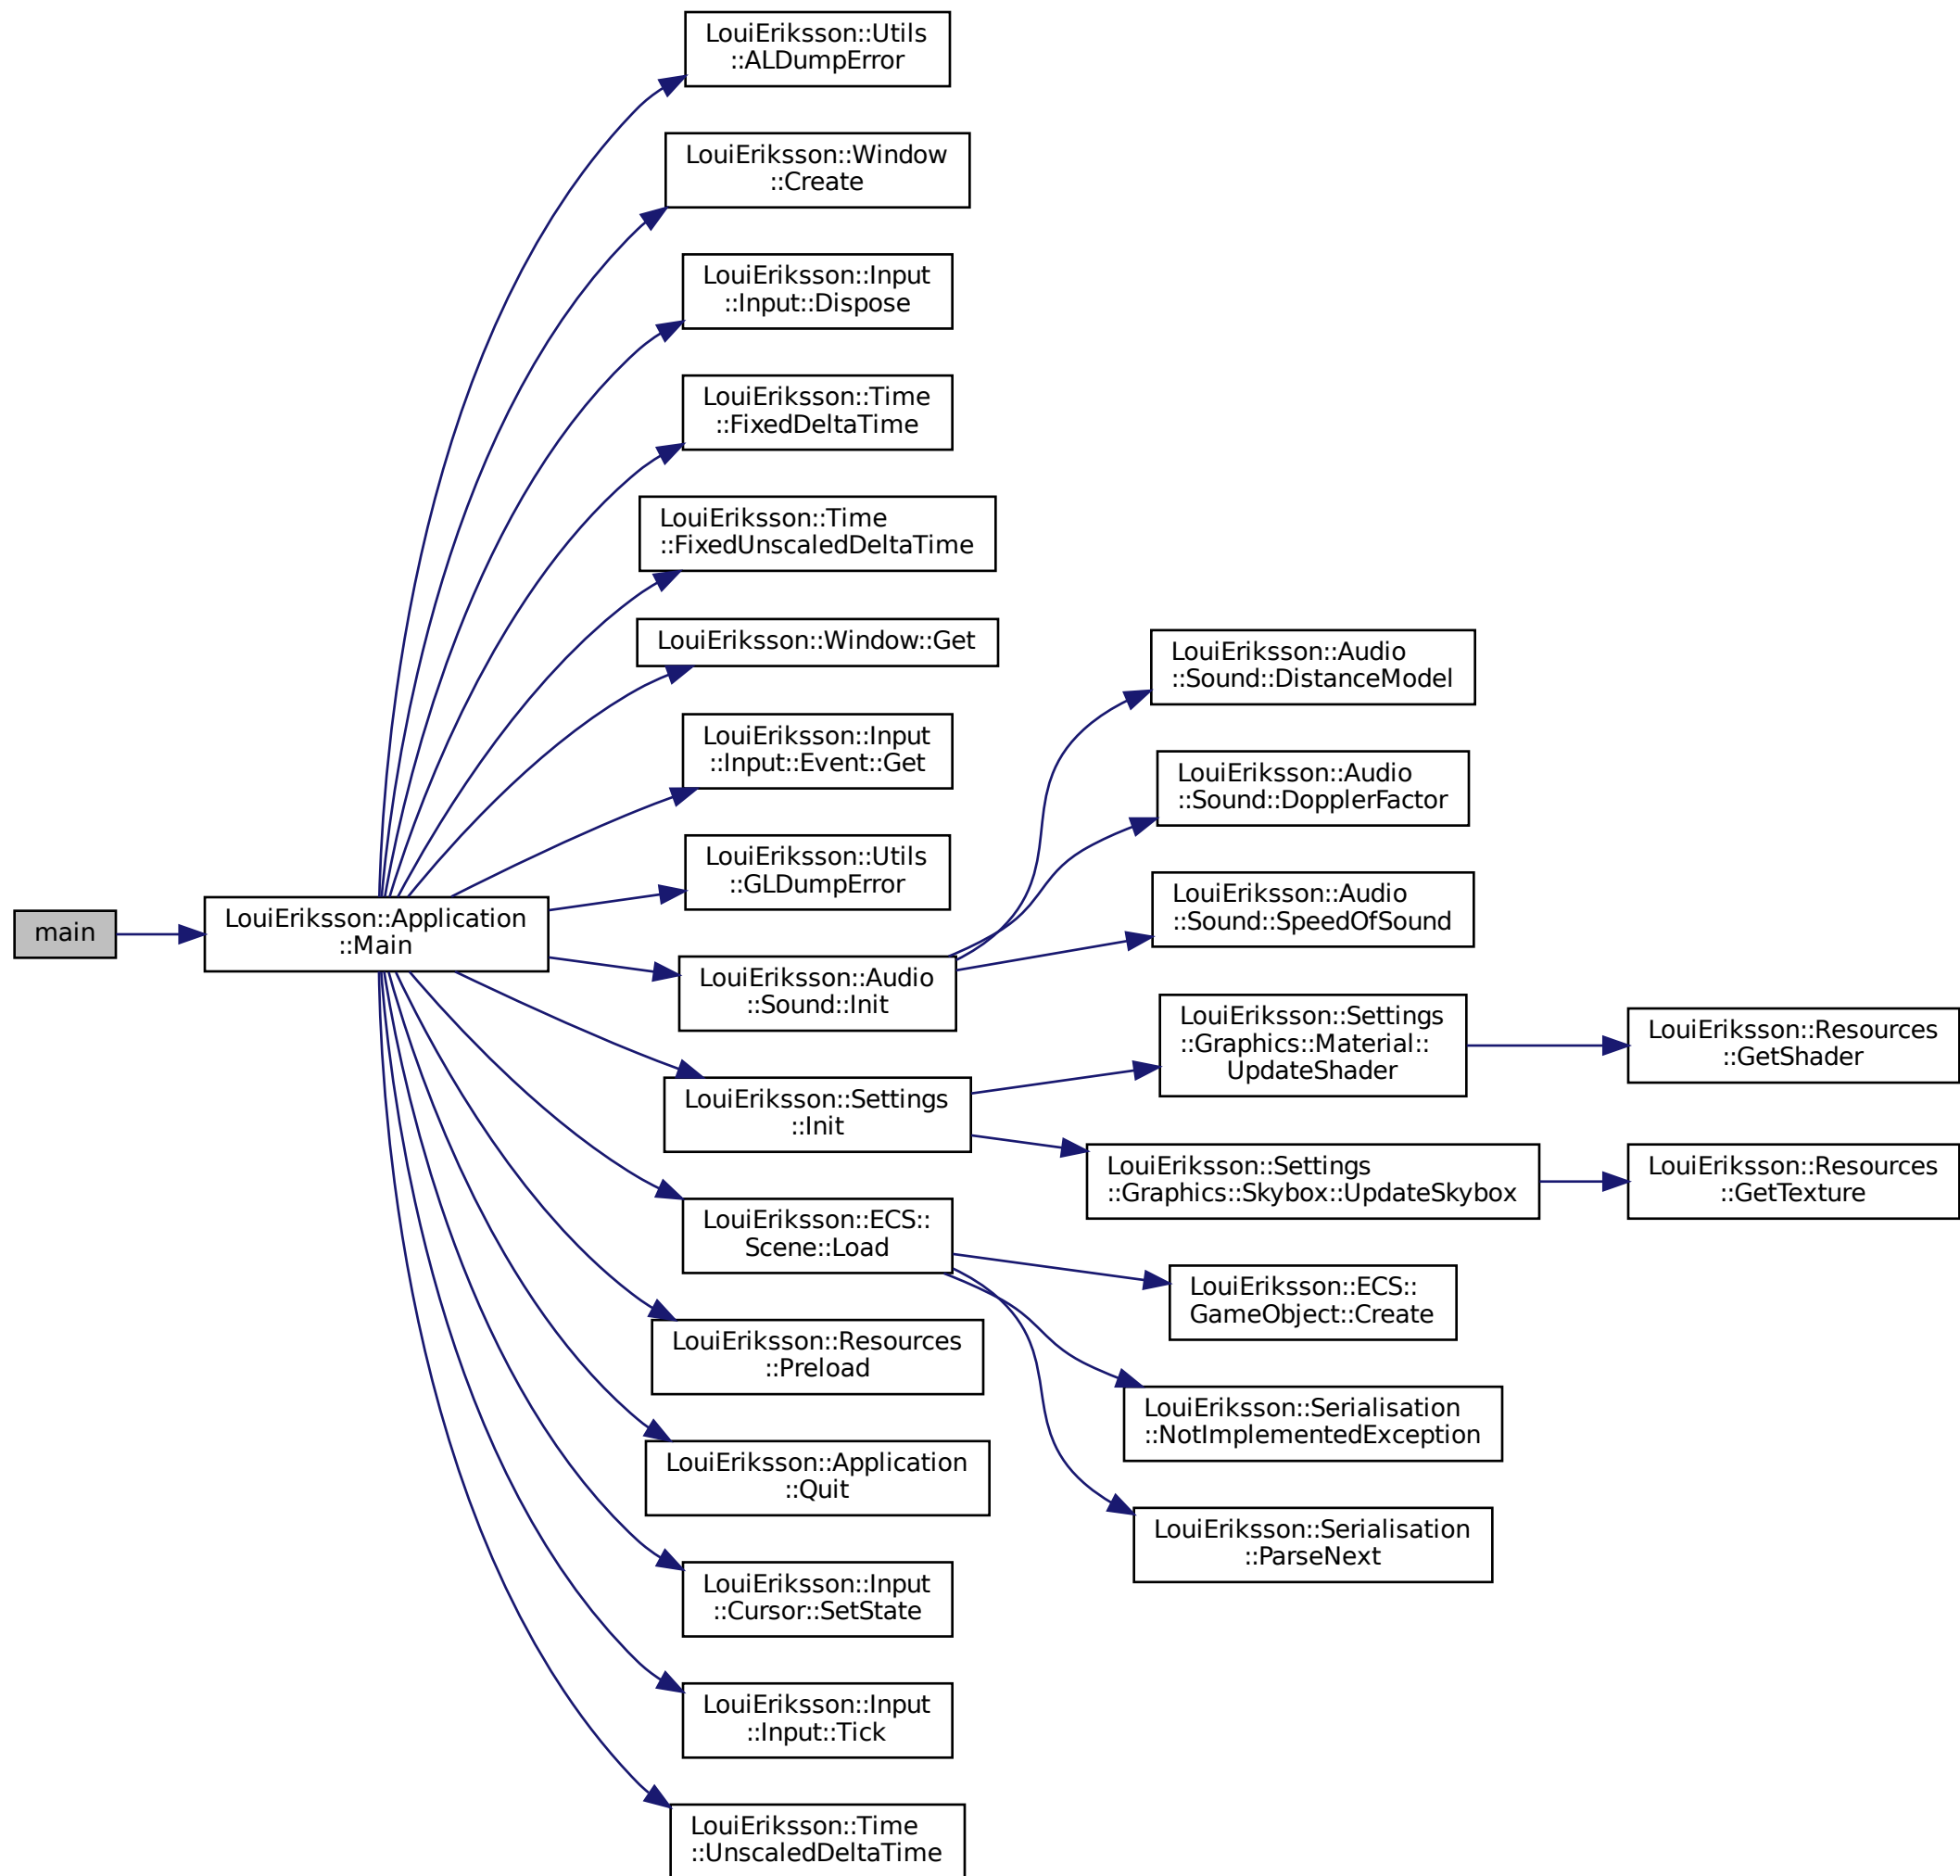 main
LouiEriksson::Application
::Main
LouiEriksson::Utils
::ALDumpError
LouiEriksson::Window
::Create
LouiEriksson::Input
::Input::Dispose
LouiEriksson::Time
::FixedDeltaTime
LouiEriksson::Time
::FixedUnscaledDeltaTime
LouiEriksson::Window::Get
LouiEriksson::Input
::Input::Event::Get
LouiEriksson::Utils
::GLDumpError
LouiEriksson::Audio
::Sound::Init
LouiEriksson::Settings
::Init
LouiEriksson::ECS::
Scene::Load
LouiEriksson::Resources
::Preload
LouiEriksson::Application
::Quit
LouiEriksson::Input
::Cursor::SetState
LouiEriksson::Input
::Input::Tick
LouiEriksson::Time
::UnscaledDeltaTime
LouiEriksson::Audio
::Sound::DistanceModel
LouiEriksson::Audio
::Sound::DopplerFactor
LouiEriksson::Audio
::Sound::SpeedOfSound
LouiEriksson::Settings
::Graphics::Material::
UpdateShader
LouiEriksson::Settings
::Graphics::Skybox::UpdateSkybox
LouiEriksson::ECS::
GameObject::Create
LouiEriksson::Serialisation
::NotImplementedException
LouiEriksson::Serialisation
::ParseNext
LouiEriksson::Resources
::GetShader
LouiEriksson::Resources
::GetTexture